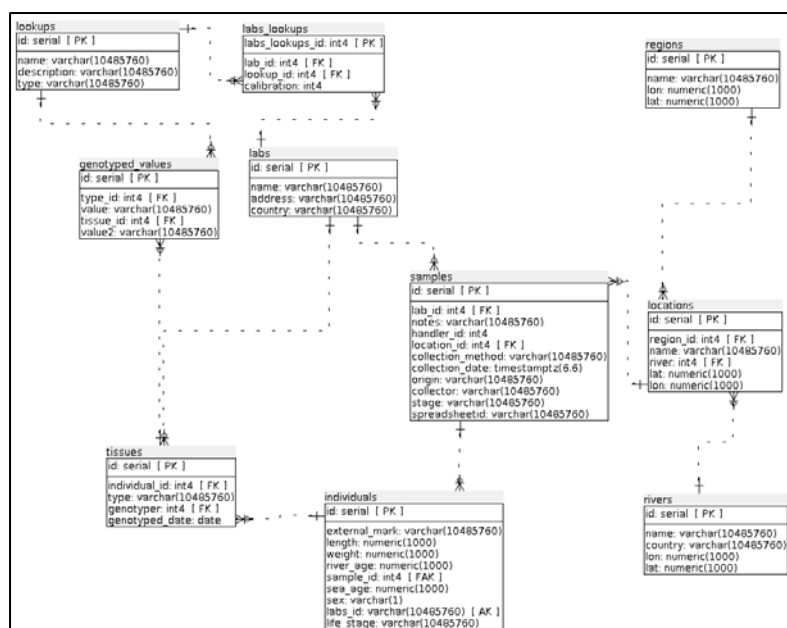 lookups
id: serial [ PK ]
name: varchar(10485760)
description: varchar(10485760)
type: varchar(10485760)
labs_lookups
labs_lookups_id: int4 [ PK ]
lab_id: int4 [ FK ]
lookup_id: int4 [ FK ]
calibration: int4
regions
id: serial [ PK ]
name: varchar(10485760)
lon: numeric(1000)
lat: numeric(1000)
genotyped_values
id: serial [ PK ]
type_id: int4 [ FK ]
value: varchar(10485760)
tissue_id: int4 [ FK ]
value2: varchar(10485760)
labs
id: serial [ PK ]
name: varchar(10485760)
address: varchar(10485760)
country: varchar(10485760)
samples
id: serial [ PK ]
lab_id: int4 [ FK ]
notes: varchar(10485760)
handler_id: int4
location_id: int4 [ FK ]
collection_method: varchar(10485760)
collection_date: timestamptz(6.6)
origin: varchar(10485760)
collector: varchar(10485760)
stage: varchar(10485760)
spreadsheetid: varchar(10485760)
locations
id: serial [ PK ]
region_id: int4 [ FK ]
name: varchar(10485760)
river: int4 [ FK ]
lat: numeric(1000)
lon: numeric(1000)
tissues
id: serial [ PK ]
individual_id: int4 [ FK ]
type: varchar(10485760)
genotyper: int4 [ FK ]
genotyped_date: date
individuals
id: serial [ PK ]
external_mark: varchar(10485760)
length: numeric(1000)
weight: numeric(1000)
river_age: numeric(1000)
sample_id: int4 [ FAK ]
sea_age: numeric(1000)
sex: varchar(1)
labs_id: varchar(10485760) [ AK ]
life_stage: varchar(10485760)
rivers
id: serial [ PK ]
name: varchar(10485760)
country: varchar(10485760)
lon: numeric(1000)
lat: numeric(1000)